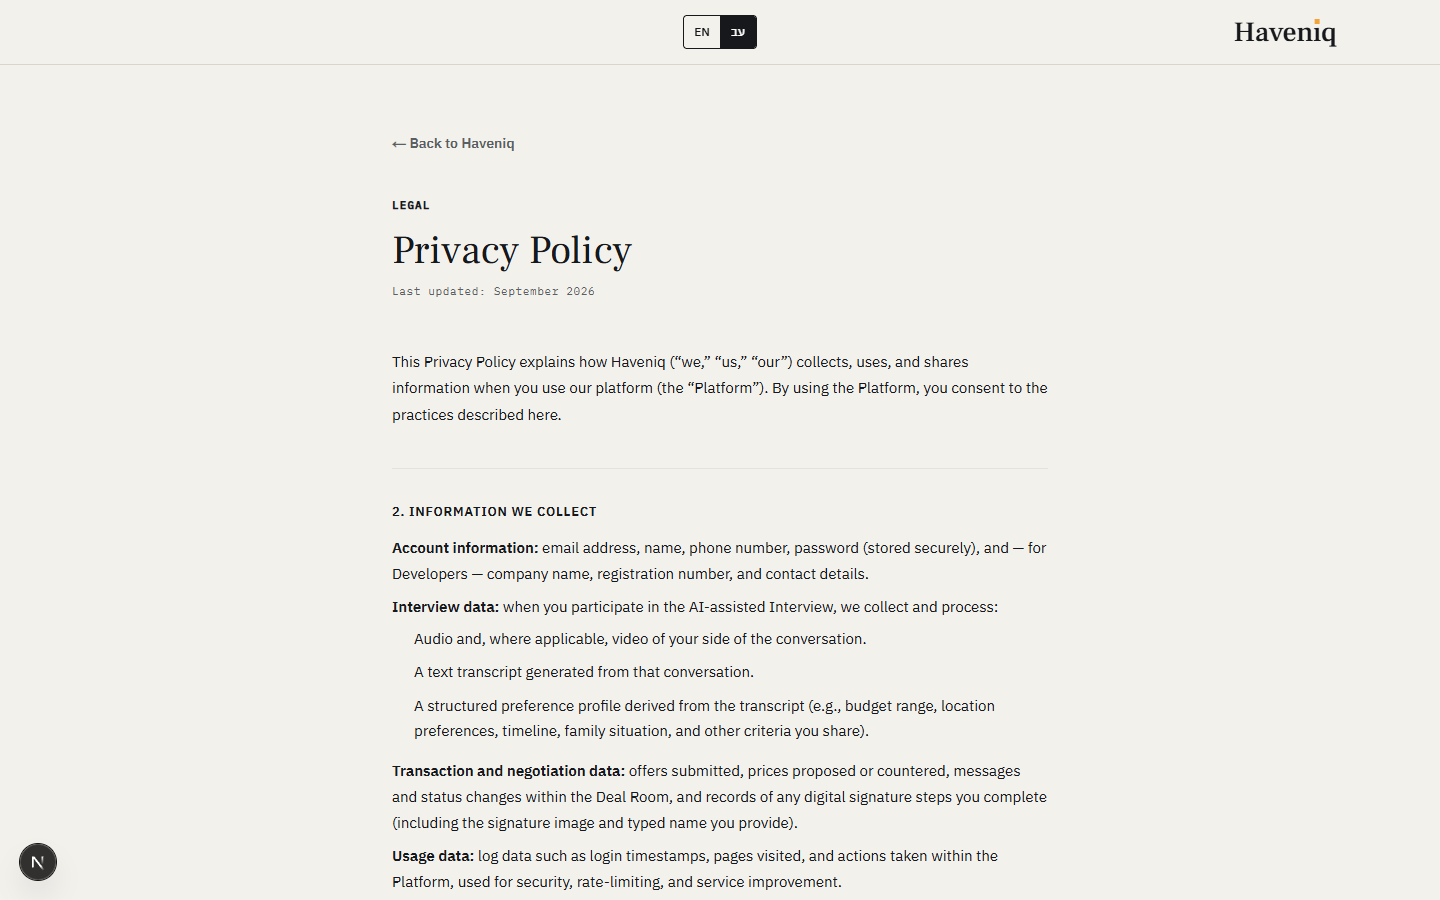 EN עב
Haveniq
← Back to Haveniq
LEGAL
Privacy Policy
Last updated: September 2026
This Privacy Policy explains how Haveniq (“we,” “us,” “our”) collects, uses, and shares
information when you use our platform (the “Platform”). By using the Platform, you consent to the
practices described here.
2. INFORMATION WE COLLECT
Account information: email address, name, phone number, password (stored securely), and — for
Developers — company name, registration number, and contact details.
Interview data: when you participate in the AI-assisted Interview, we collect and process:
Audio and, where applicable, video of your side of the conversation.
A text transcript generated from that conversation.
A structured preference profile derived from the transcript (e.g., budget range, location
preferences, timeline, family situation, and other criteria you share).
Transaction and negotiation data: offers submitted, prices proposed or countered, messages
and status changes within the Deal Room, and records of any digital signature steps you complete
(including the signature image and typed name you provide).
Usage data: log data such as login timestamps, pages visited, and actions taken within the
Platform, used for security, rate-limiting, and service improvement.
N